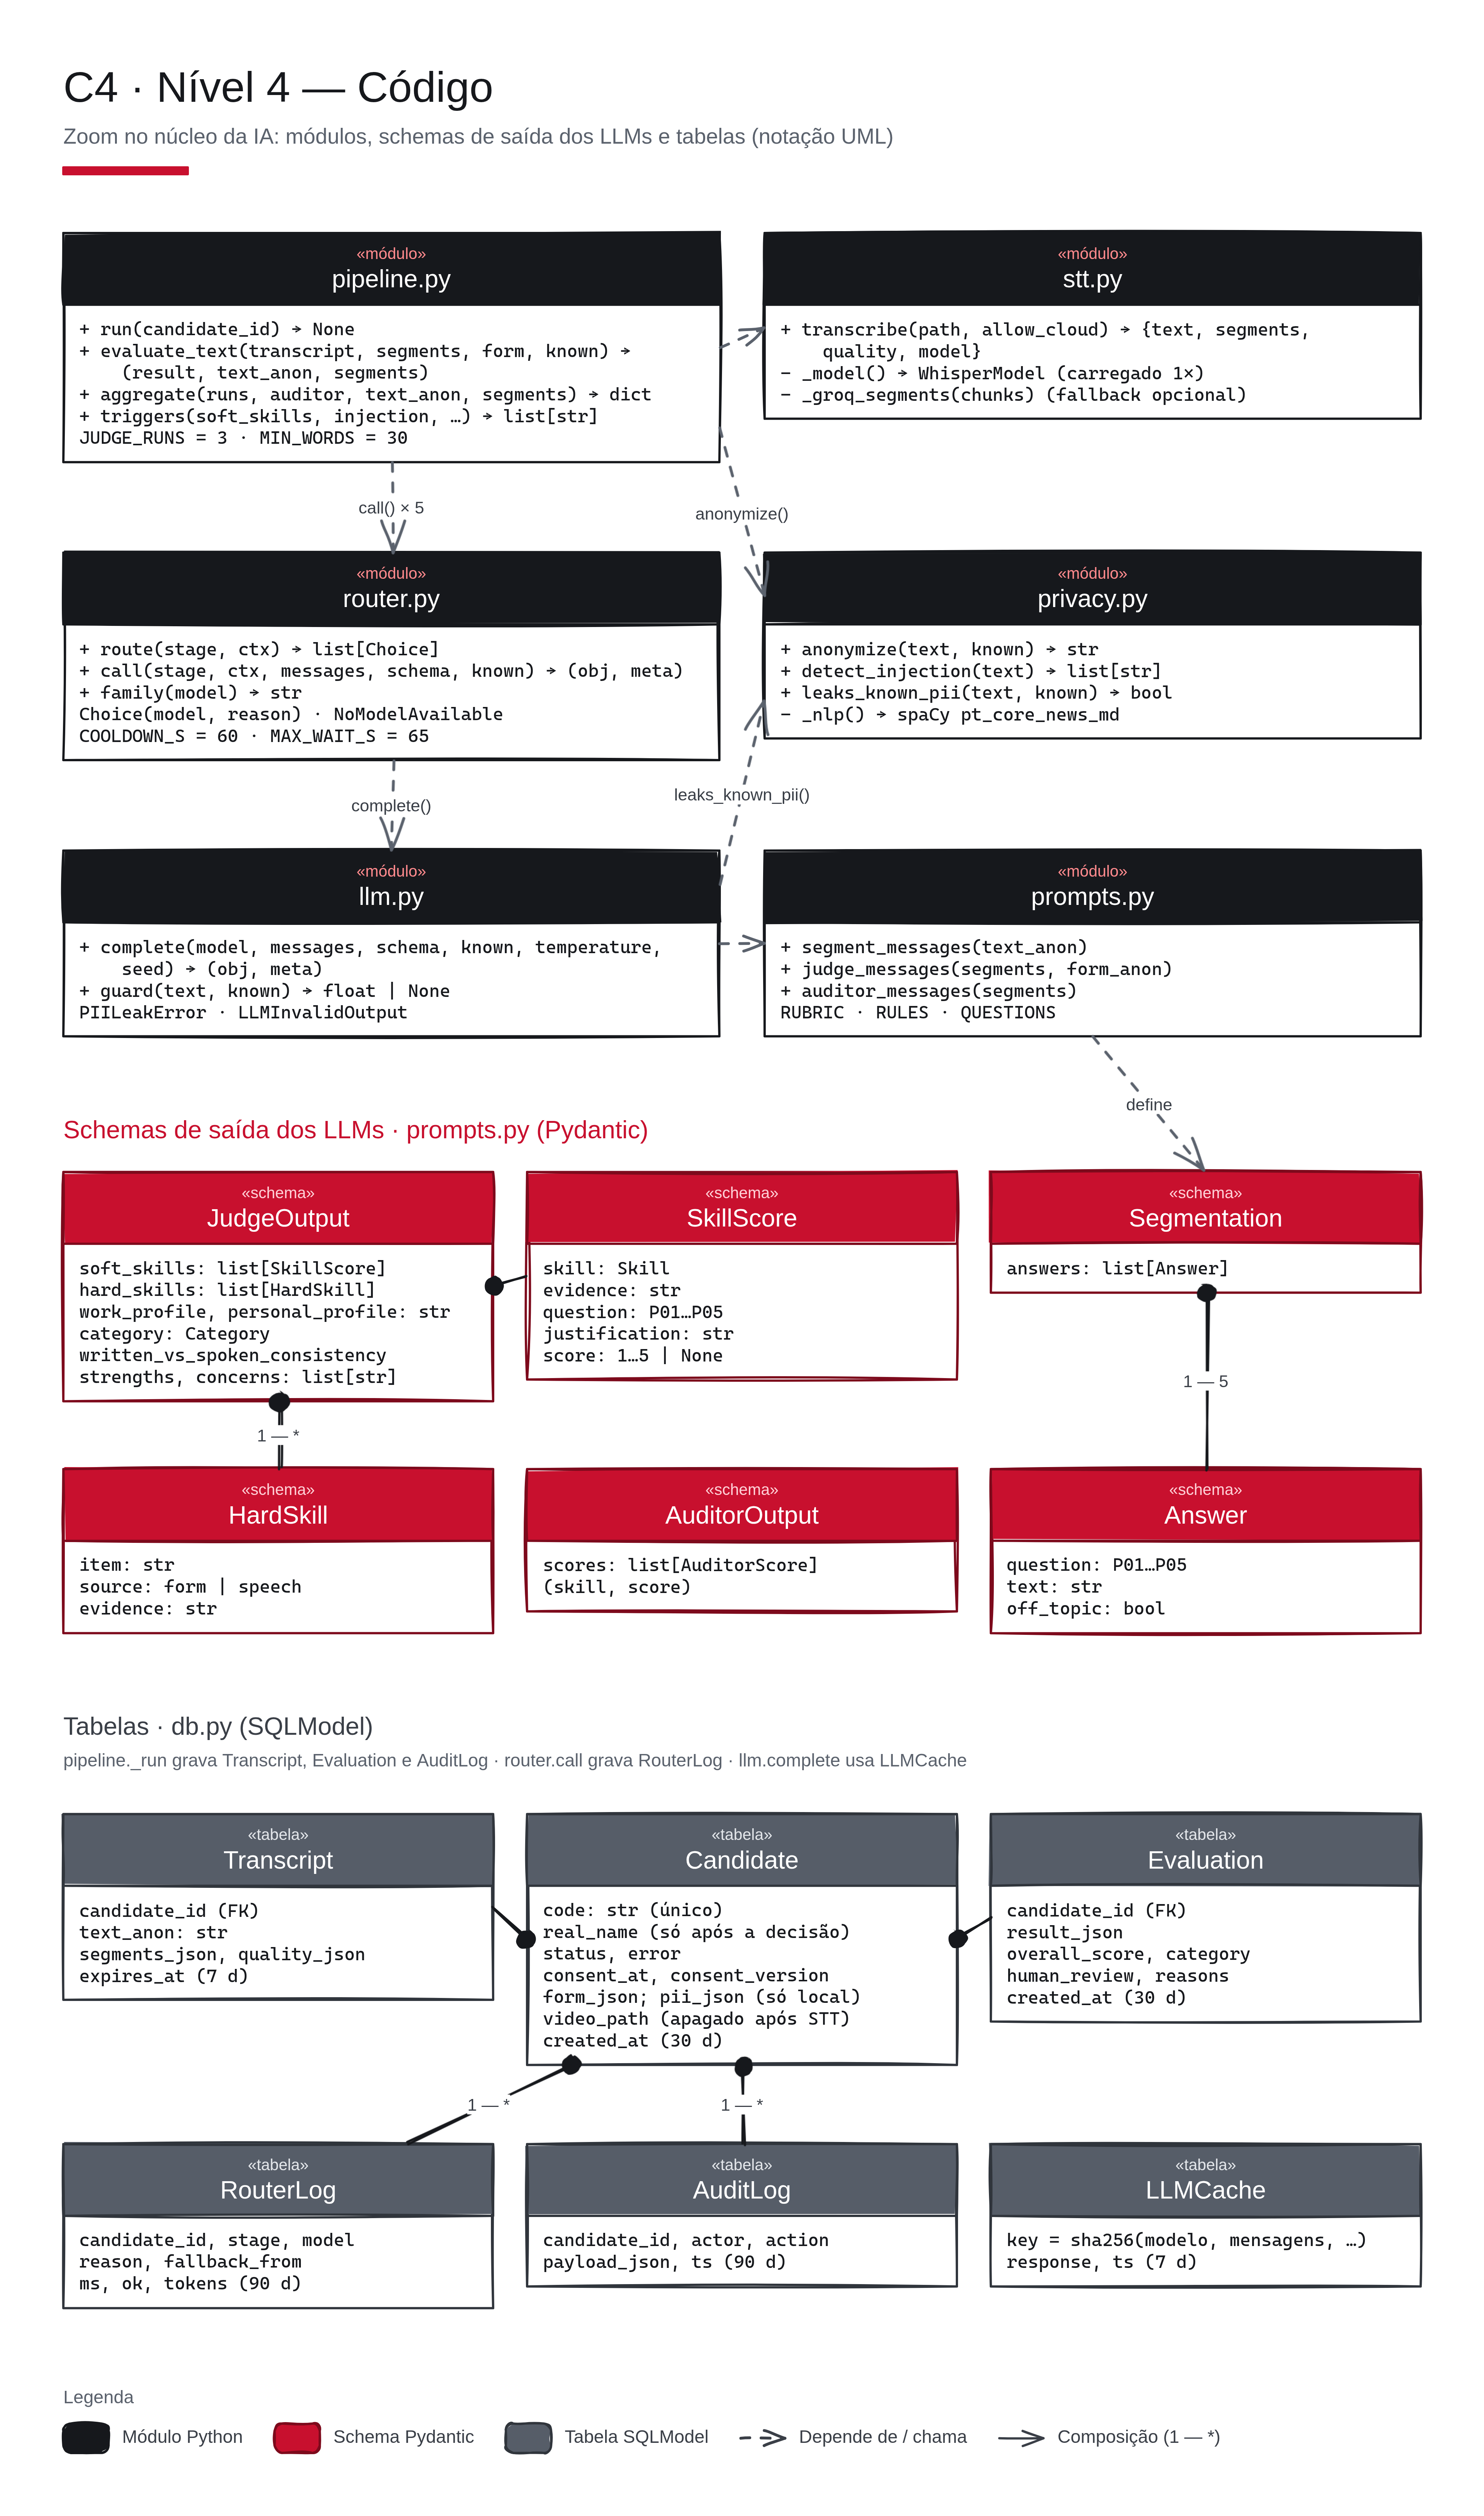 C4 · Nível 4 — Código
Zoom no núcleo da IA: módulos, schemas de saída dos LLMs e tabelas (notação UML)
«módulo»
pipeline.py
+ run(candidate_id) → None
+ evaluate_text(transcript, segments, form, known) →
(result, text_anon, segments)
+ aggregate(runs, auditor, text_anon, segments) → dict
+ triggers(soft_skills, injection, …) → list[str]
JUDGE_RUNS = 3 · MIN_WORDS = 30
«módulo»
stt.py
+ transcribe(path, allow_cloud) → {text, segments,
quality, model}
− _model() → WhisperModel (carregado 1×)
− _groq_segments(chunks) (fallback opcional)
call() × 5
anonymize()
«módulo»
router.py
+ route(stage, ctx) → list[Choice]
+ call(stage, ctx, messages, schema, known) → (obj, meta)
+ family(model) → str
Choice(model, reason) · NoModelAvailable
COOLDOWN_S = 60 · MAX_WAIT_S = 65
«módulo»
privacy.py
+ anonymize(text, known) → str
+ detect_injection(text) → list[str]
+ leaks_known_pii(text, known) → bool
− _nlp() → spaCy pt_core_news_md
complete()
leaks_known_pii()
«módulo»
llm.py
+ complete(model, messages, schema, known, temperature,
seed) → (obj, meta)
+ guard(text, known) → float | None
PIILeakError · LLMInvalidOutput
«módulo»
prompts.py
+ segment_messages(text_anon)
+ judge_messages(segments, form_anon)
+ auditor_messages(segments)
RUBRIC · RULES · QUESTIONS
define
Schemas de saída dos LLMs · prompts.py (Pydantic)
«schema»
JudgeOutput
soft_skills: list[SkillScore]
hard_skills: list[HardSkill]
work_profile, personal_profile: str
category: Category
written_vs_spoken_consistency
strengths, concerns: list[str]
«schema»
SkillScore
skill: Skill
evidence: str
question: P01…P05
justification: str
score: 1…5 | None
«schema»
Segmentation
answers: list[Answer]
1 — *
1 — 5
«schema»
HardSkill
item: str
source: form | speech
evidence: str
«schema»
AuditorOutput
scores: list[AuditorScore]
(skill, score)
«schema»
Answer
question: P01…P05
text: str
off_topic: bool
Tabelas · db.py (SQLModel)
pipeline._run grava Transcript, Evaluation e AuditLog · router.call grava RouterLog · llm.complete usa LLMCache
«tabela»
Transcript
candidate_id (FK)
text_anon: str
segments_json, quality_json
expires_at (7 d)
«tabela»
Candidate
code: str (único)
real_name (só após a decisão)
status, error
consent_at, consent_version
form_json; pii_json (só local)
video_path (apagado após STT)
created_at (30 d)
«tabela»
Evaluation
candidate_id (FK)
result_json
overall_score, category
human_review, reasons
created_at (30 d)
1 — *
1 — *
«tabela»
RouterLog
candidate_id, stage, model
reason, fallback_from
ms, ok, tokens (90 d)
«tabela»
AuditLog
candidate_id, actor, action
payload_json, ts (90 d)
«tabela»
LLMCache
key = sha256(modelo, mensagens, …)
response, ts (7 d)
Legenda
Módulo Python
Schema Pydantic
Tabela SQLModel
Depende de / chama
Composição (1 — *)